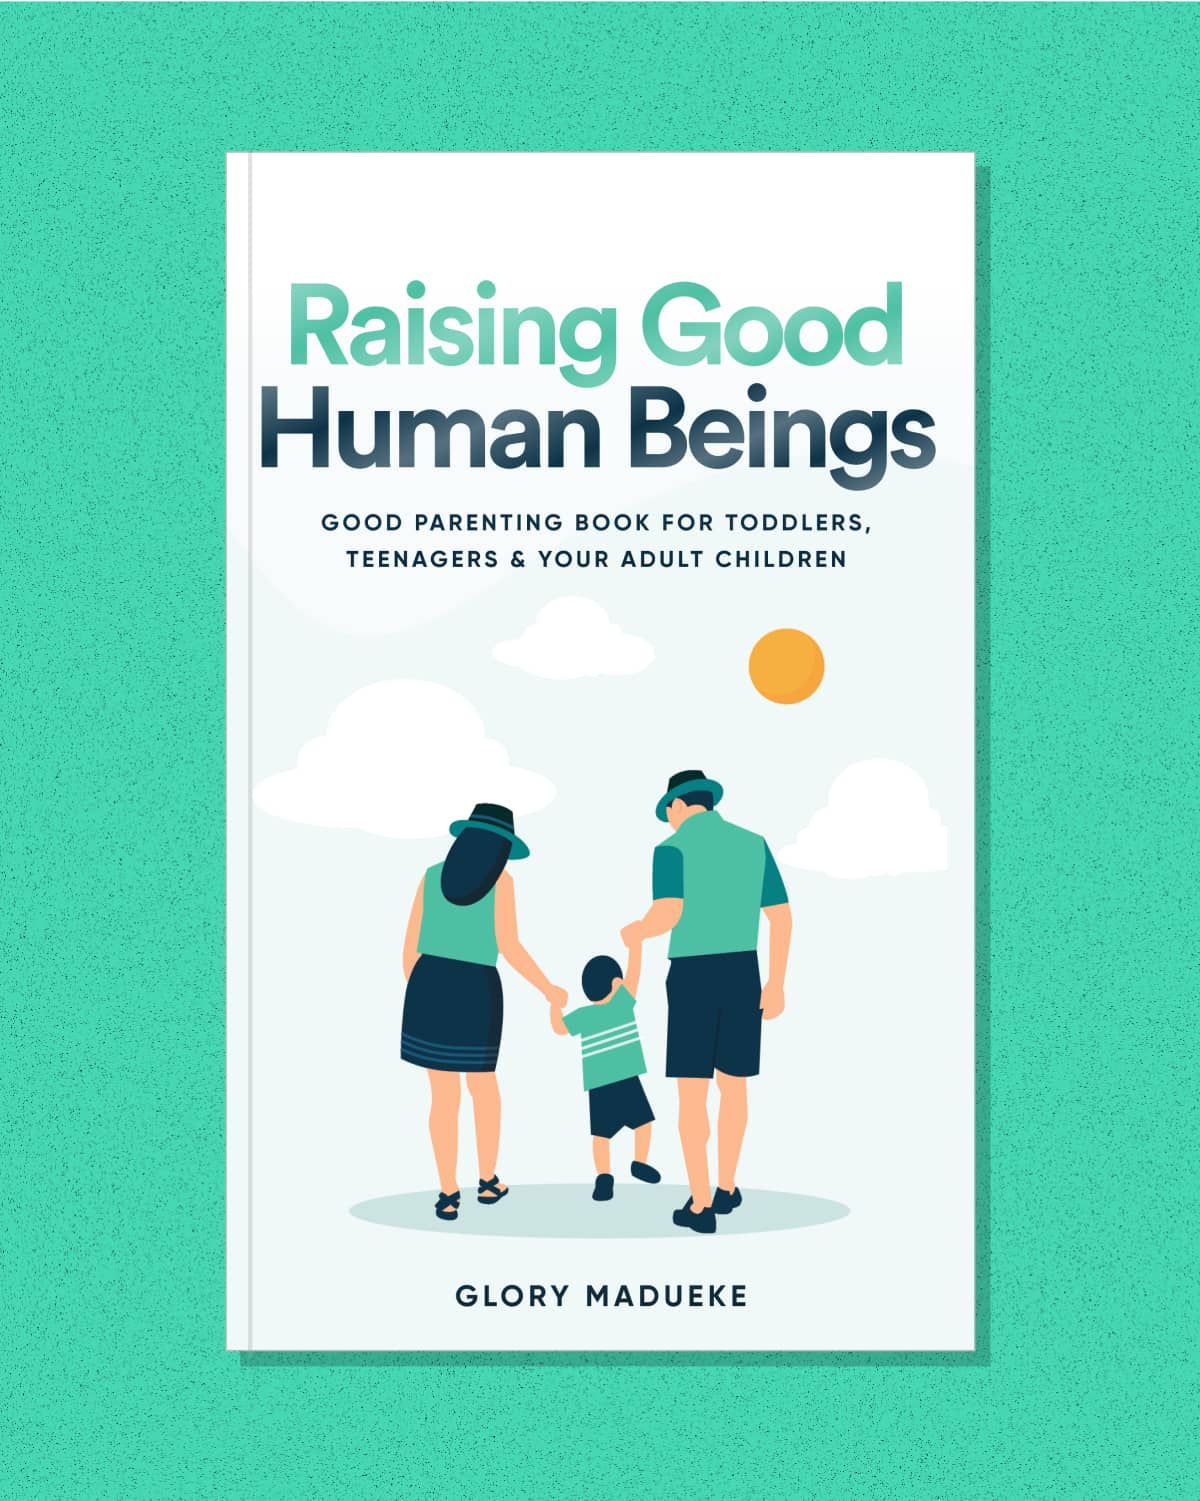 Raising Good
Human Beings
GOOD PARENTING BOOK FOR TODDLERS,
TEENAGERS & YOUR ADULT CHILDREN
GLORY MADUEKE